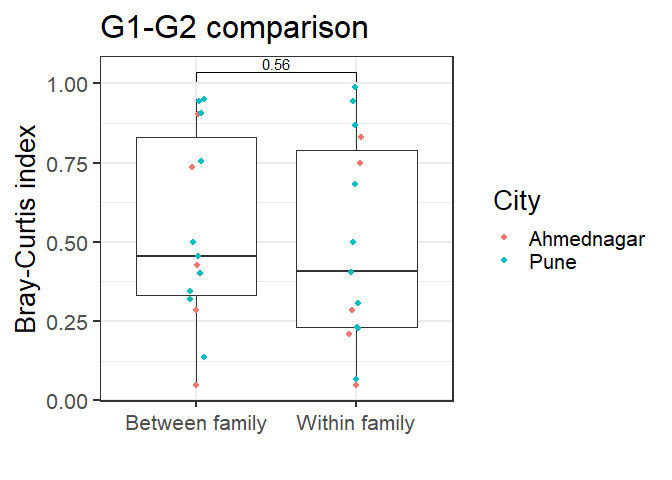 G1-G2 comparison
0.56
1.00
0.75
0.50
0.25
0.00
Bray-Curtis index
Between family
Within family
City
Ahmednagar
Pune